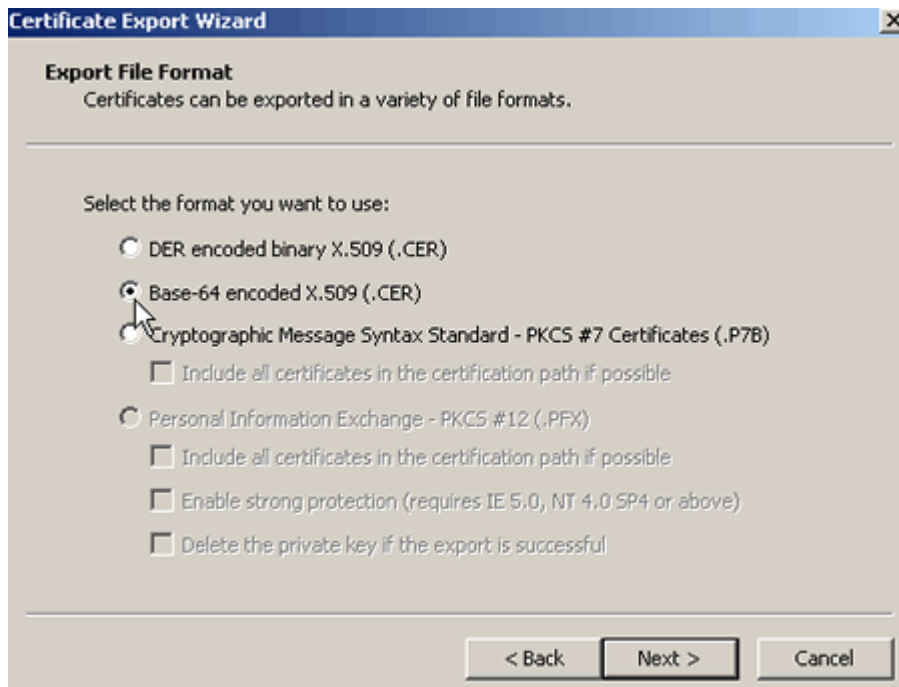 Certificate Export Wizard
Export File Format
Certificates can be exported in a variety of file formats.
Select the format you want to use:
DER encoded binary X.509 (.CER)
Base-64 encoded X.509 (.CER)
Cryptographic Message Syntax Standard - PKCS #7 Certificates (.P7B)
Include all certificates in the certification path if possible
Personal Information Exchange - PKCS #12 (.PFX)
Include all certificates in the certification path if possible
Enable strong protection (requires IE 5.0, NT 4.0 SP4 or above)
Delete the private key if the export is successful
< Back Next > Cancel